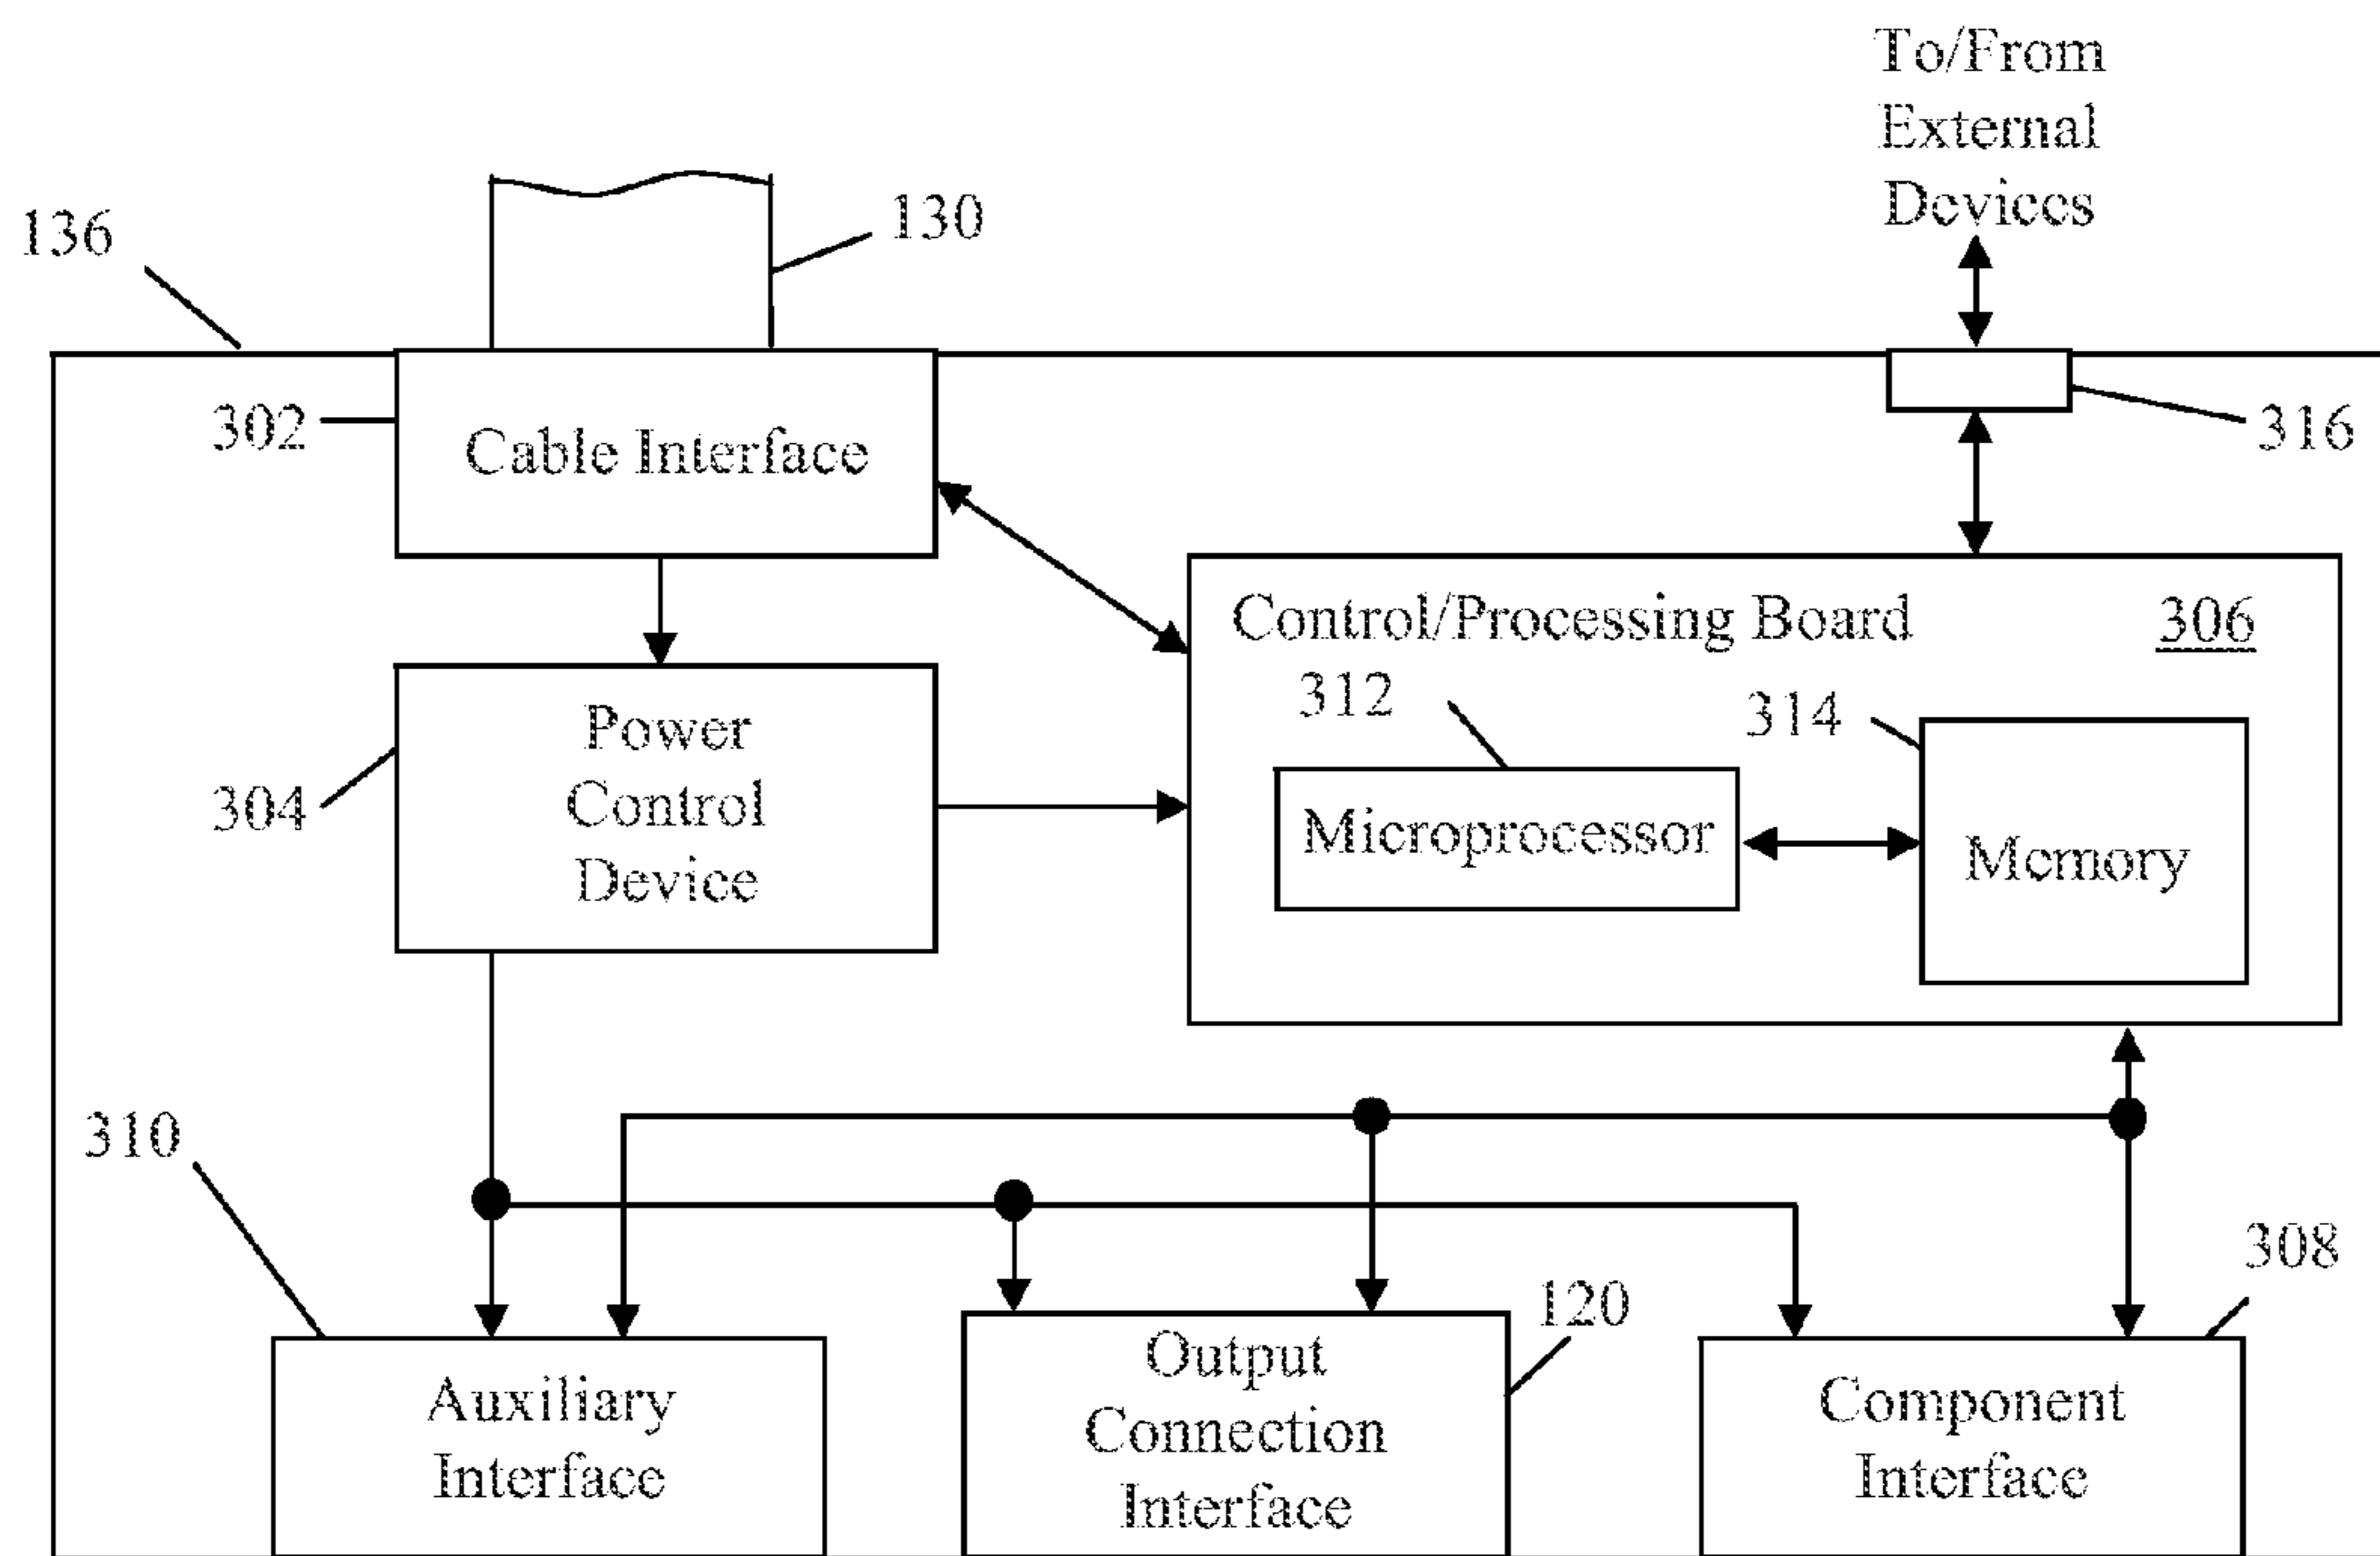 To/From
External
Devices
136
130
302
Cable Interface
316
Control/Processing Board
306
312
314
Power
Control
Device
304
Microprocessor
Memory
310
308
120
Auxiliary
Interface
Output
Connection
Interface
Component
Interface